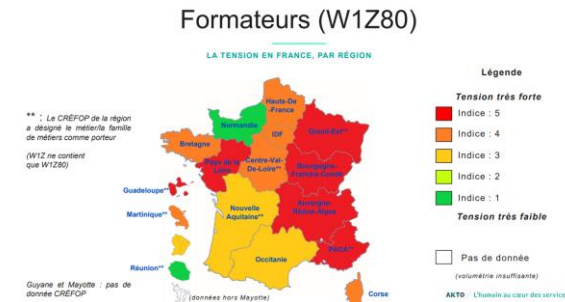 Formateurs (W1Z80)
LA TENSION EN FRANCE, PAR RÉGION
** : Le CRÉFOP de la région
a désigné le métier/la famille
de métiers comme porteur
(W1Z ne contient
que W1Z80)
Hauts-De
-France
Normandie
IDF
Grand-Est**
Bretagne
Pays de la
Loire
Centre-Val-
De-Loire**
Bourgogne-
Franche-Comté
Guadeloupe**
Martinique**
Nouvelle
Aquitaine**
Auvergne-
Rhône-Alpes
PACA**
Occitanie
Réunion**
Corse
Guyane et Mayotte : pas de
donnée CRÉFOP
(données hors Mayotte)
Légende
Tension très forte
Indice : 5
Indice : 4
Indice : 3
Indice : 2
Indice : 1
Tension très faible
Pas de donnée
(volumétrie insuffisante)
AKTO L'humain au cœur des services